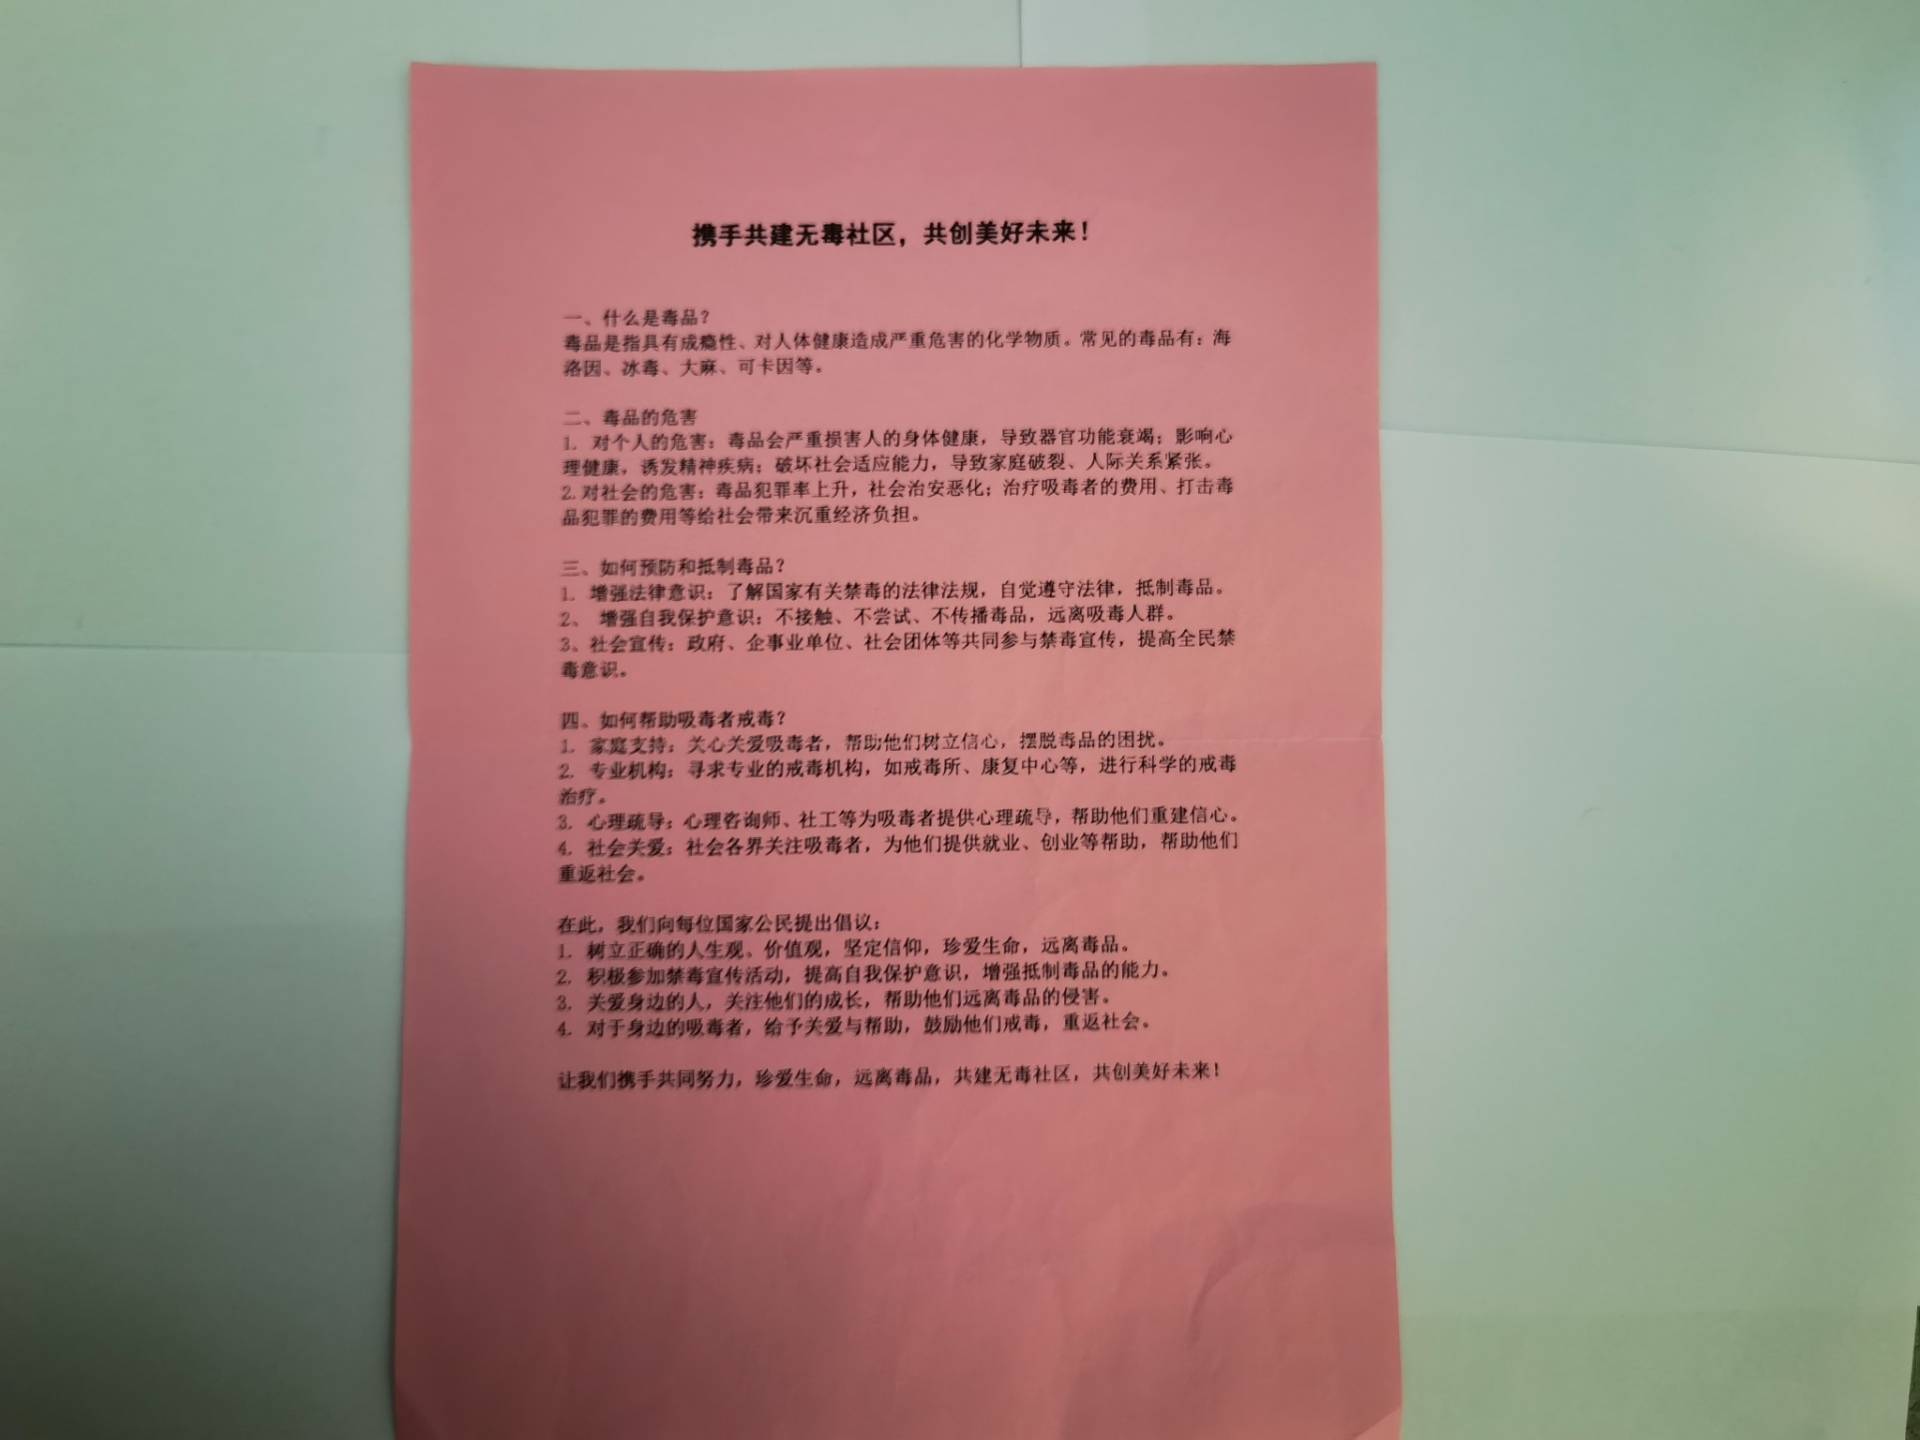 携手共建无毒社区，共创美好未来！
一、什么是毒品？
毒品是指具有成瘾性、对人体健康造成严重危害的化学物质。常见的毒品有：海
洛因、冰毒、大麻、可卡因等。
二、毒品的危害
1. 对个人的危害：毒品会严重损害人的身体健康，导致器官功能衰竭；影响心
理健康，诱发精神疾病；破坏社会适应能力，导致家庭破裂、人际关系紧张。
2.对社会的危害：毒品犯罪率上升，社会治安恶化；治疗吸毒者的费用、打击毒
品犯罪的费用等给社会带来沉重经济负担。
三、如何预防和抵制毒品？
1. 增强法律意识：了解国家有关禁毒的法律法规，自觉遵守法律，抵制毒品。
2、 增强自我保护意识：不接触、不尝试、不传播毒品，远离吸毒人群。
3、社会宣传：政府、企事业单位、社会团体等共同参与禁毒宣传，提高全民禁
毒意识。
四、如何帮助吸毒者戒毒？
1. 家庭支持：关心关爱吸毒者，帮助他们树立信心，摆脱毒品的困扰。
2. 专业机构：寻求专业的戒毒机构，如戒毒所、康复中心等，进行科学的戒毒
治疗。
3. 心理疏导：心理咨询师、社工等为吸毒者提供心理疏导，帮助他们重建信心。
4. 社会关爱：社会各界关注吸毒者，为他们提供就业、创业等帮助，帮助他们
重返社会。
在此，我们向每位国家公民提出倡议：
1. 树立正确的人生观、价值观，坚定信仰，珍爱生命，远离毒品。
2. 积极参加禁毒宣传活动，提高自我保护意识，增强抵制毒品的能力。
3. 关爱身边的人，关注他们的成长，帮助他们远离毒品的侵害。
4. 对于身边的吸毒者，给予关爱与帮助，鼓励他们戒毒，重返社会。
让我们携手共同努力，珍爱生命，远离毒品，共建无毒社区，共创美好未来！